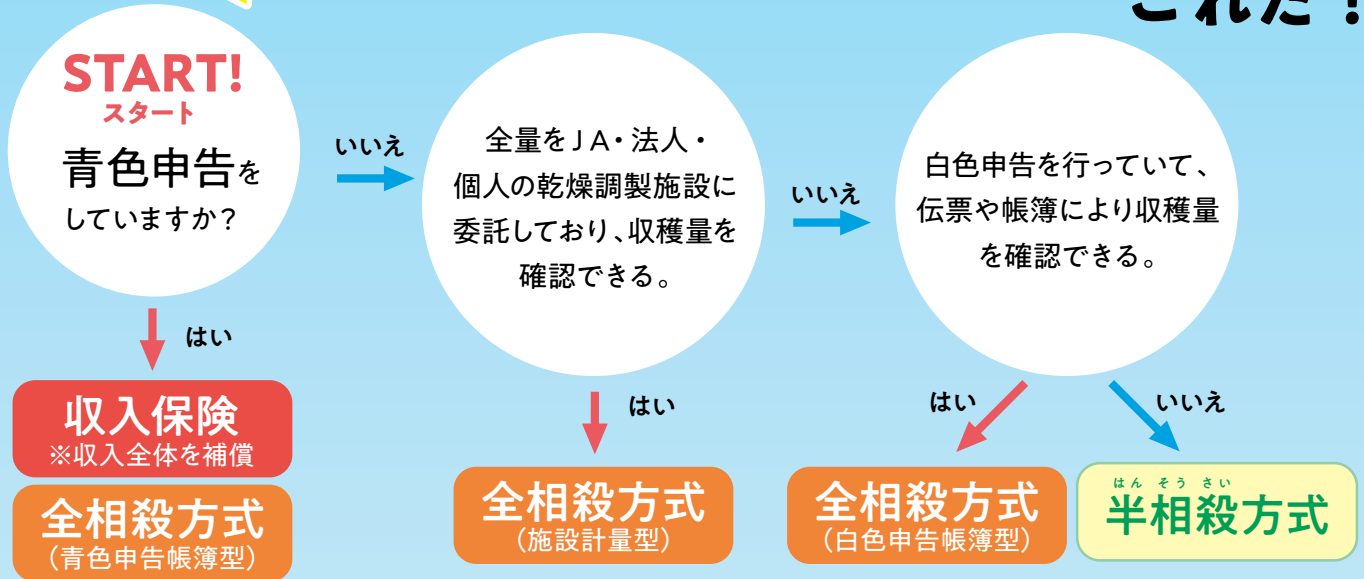 これだ！
START!
スタート
青色申告を
していますか？
いいえ
全量をJA・法人・
個人の乾燥調製施設に
委託しており、収穫量を
確認できる。
いいえ
白色申告を行っていて、
伝票や帳簿により収穫量
を確認できる。
はい
収入保険
※収入全体を補償
全相殺方式
（青色申告帳簿型）
はい
全相殺方式
（施設計量型）
はい
全相殺方式
（白色申告帳簿型）
いいえ
はんそうさい
半相殺方式